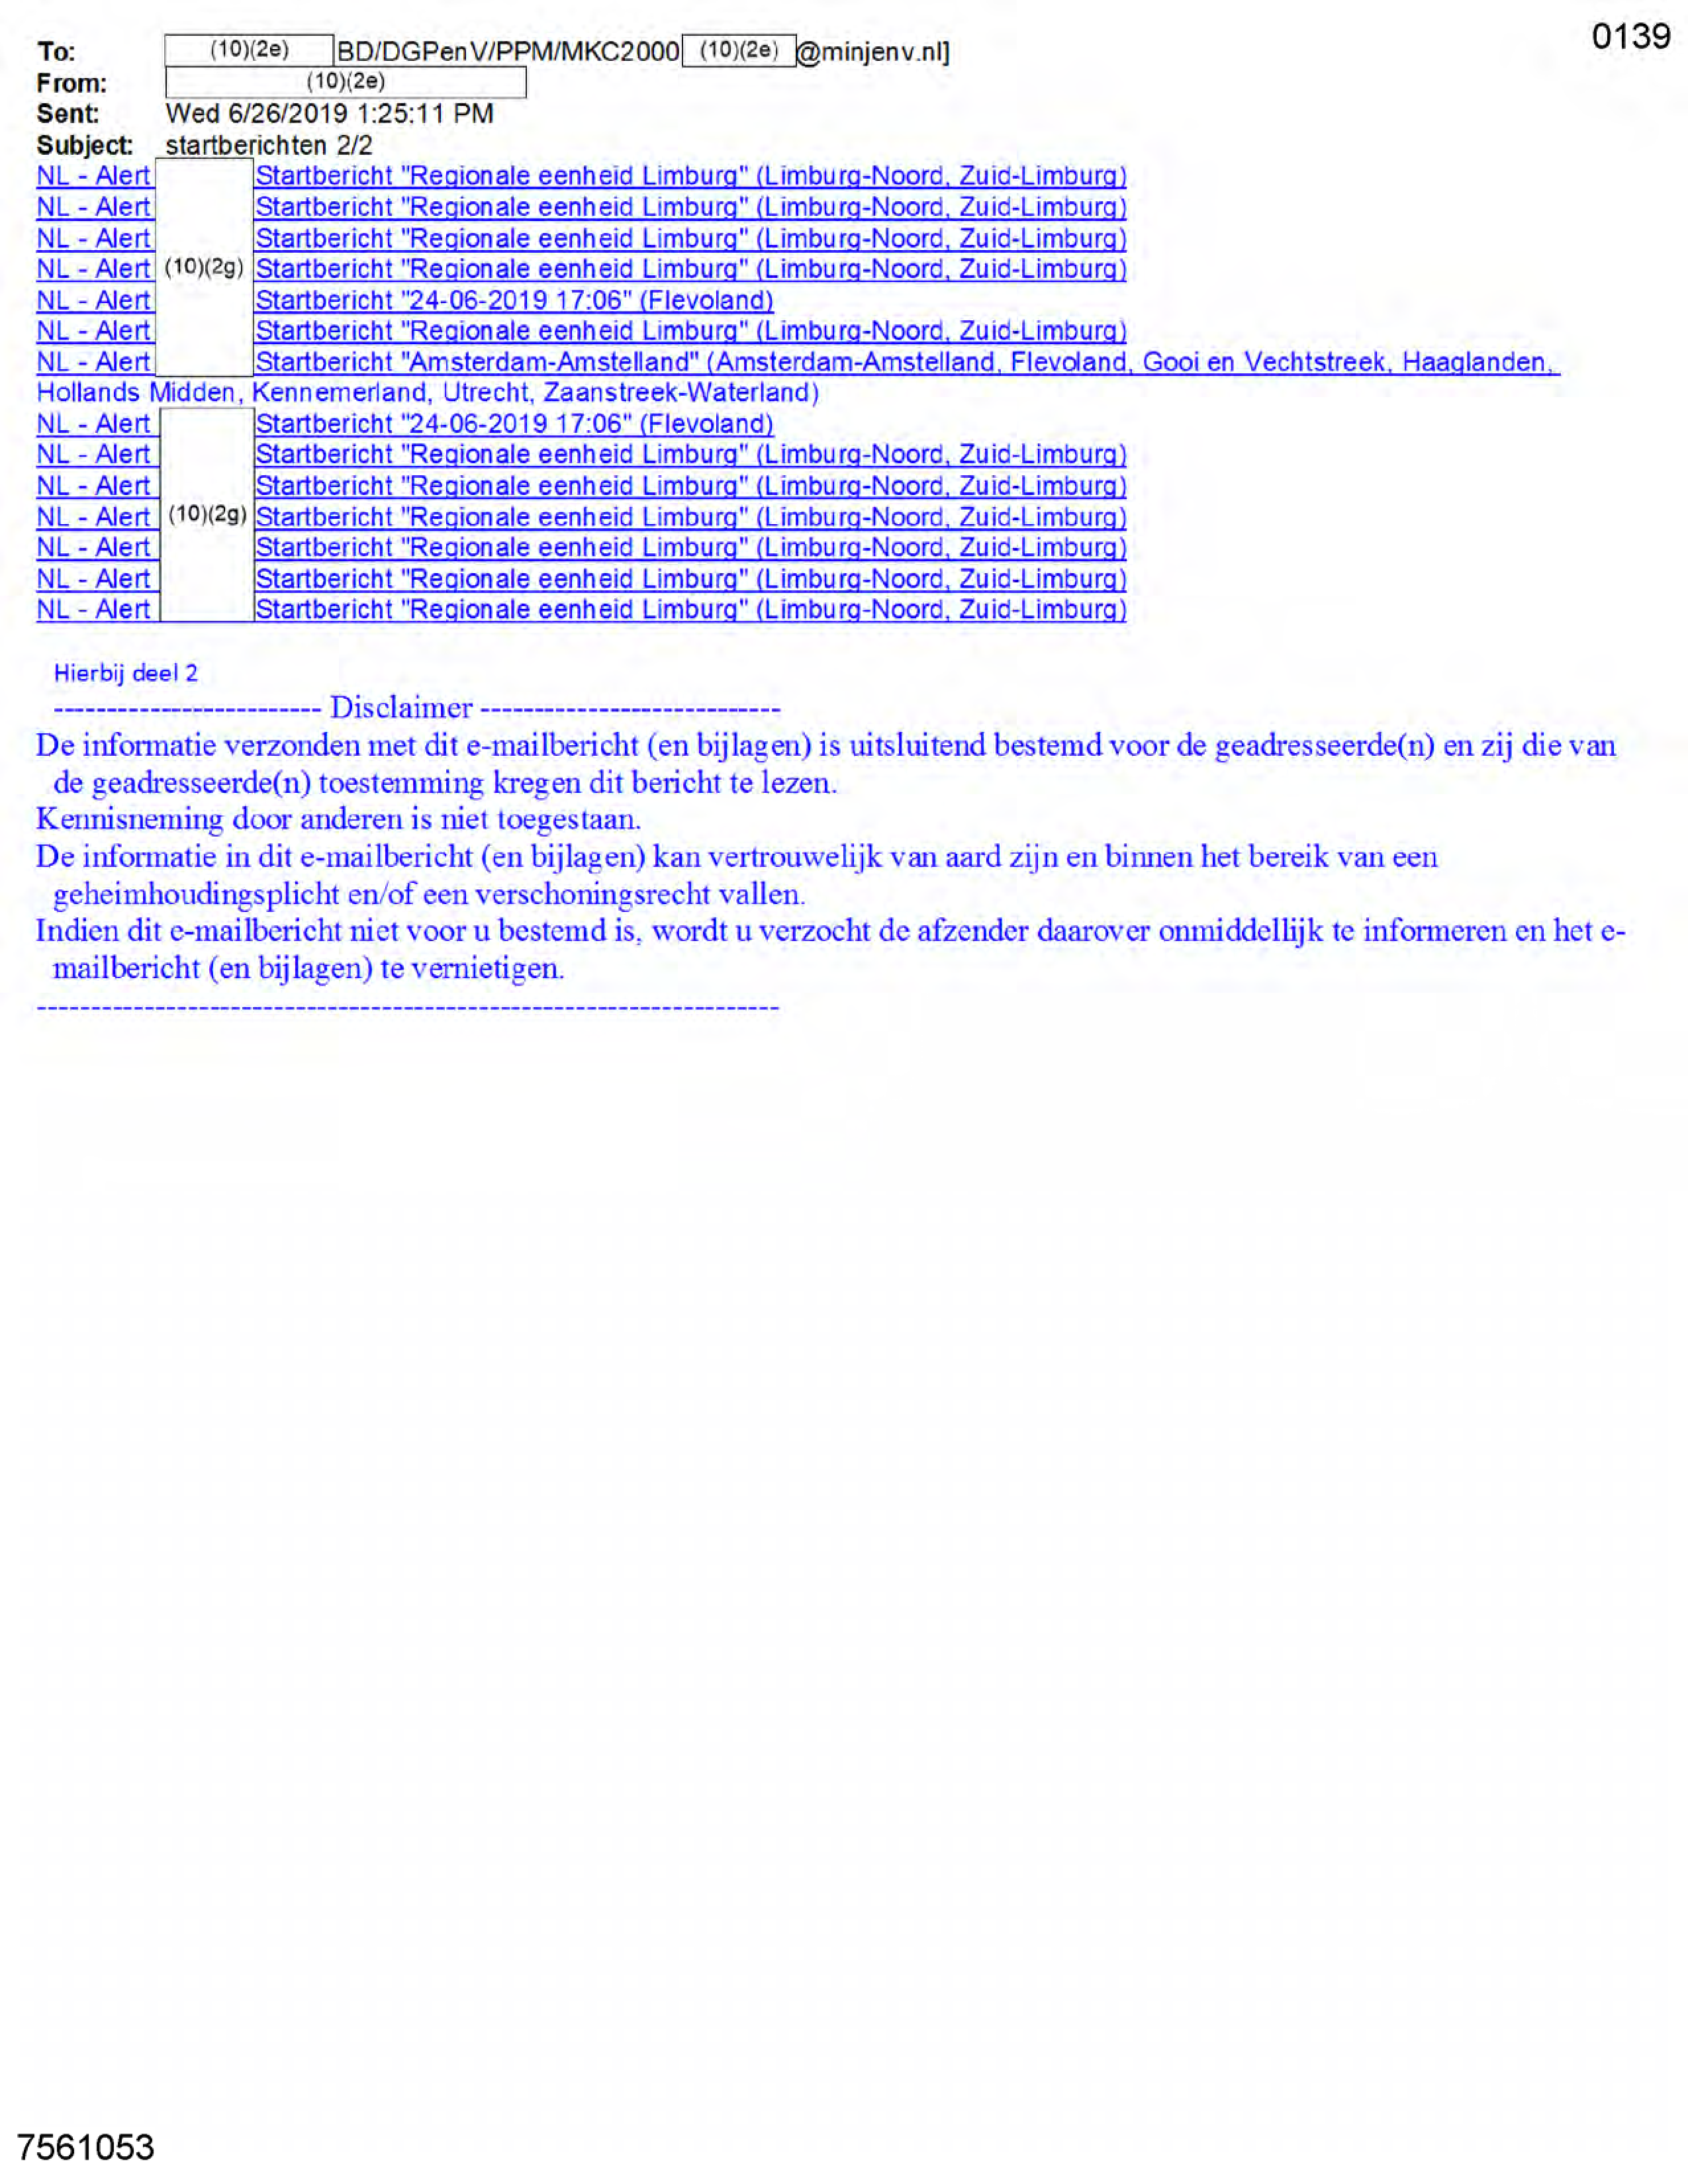 0139
To: (10)(2e) BD/DGPenV/PPM/MKC2000 (10)(2e) @minjenv.nl]
From: (10)(2e)
Sent: Wed 6/26/2019 1:25:11 PM
Subject: startberichten 2/2
NL - Alert Startbericht "Regionale eenheid Limburg" (Limburg-Noord, Zuid-Limburg)
NL - Alert Startbericht "Regionale eenheid Limburg" (Limburg-Noord, Zuid-Limburg)
NL - Alert Startbericht "Regionale eenheid Limburg" (Limburg-Noord, Zuid-Limburg)
NL - Alert (10)(2g) Startbericht "Regionale eenheid Limburg" (Limburg-Noord, Zuid-Limburg)
NL - Alert Startbericht "24-06-2019 17:06" (Flevoland)
NL - Alert Startbericht "Regionale eenheid Limburg" (Limburg-Noord, Zuid-Limburg)
NL - Alert Startbericht "Amsterdam-Amstelland" (Amsterdam-Amstelland, Flevoland, Gooi en Vechtstreek, Haaglanden,
Hollands Midden, Kennemerland, Utrecht, Zaanstreek-Waterland)
NL - Alert Startbericht "24-06-2019 17:06" (Flevoland)
NL - Alert Startbericht "Regionale eenheid Limburg" (Limburg-Noord, Zuid-Limburg)
NL - Alert Startbericht "Regionale eenheid Limburg" (Limburg-Noord, Zuid-Limburg)
NL - Alert (10)(2g) Startbericht "Regionale eenheid Limburg" (Limburg-Noord, Zuid-Limburg)
NL - Alert Startbericht "Regionale eenheid Limburg" (Limburg-Noord, Zuid-Limburg)
NL - Alert Startbericht "Regionale eenheid Limburg" (Limburg-Noord, Zuid-Limburg)
NL - Alert Startbericht "Regionale eenheid Limburg" (Limburg-Noord, Zuid-Limburg)
Hierbij deel 2
------------------------- Disclaimer ----------------------------
De informatie verzonden met dit e-mailbericht (en bijlagen) is uitsluitend bestemd voor de geadresseerde(n) en zij die van
de geadresseerde(n) toestemming kregen dit bericht te lezen.
Kennisneming door anderen is niet toegestaan.
De informatie in dit e-mailbericht (en bijlagen) kan vertrouwelijk van aard zijn en binnen het bereik van een
geheimhoudingsplicht en/of een verschoningsrecht vallen.
Indien dit e-mailbericht niet voor u bestemd is, wordt u verzocht de afzender daarover onmiddellijk te informeren en het e-
mailbericht (en bijlagen) te vernietigen.
---------------------------------------------------------------------
7561053